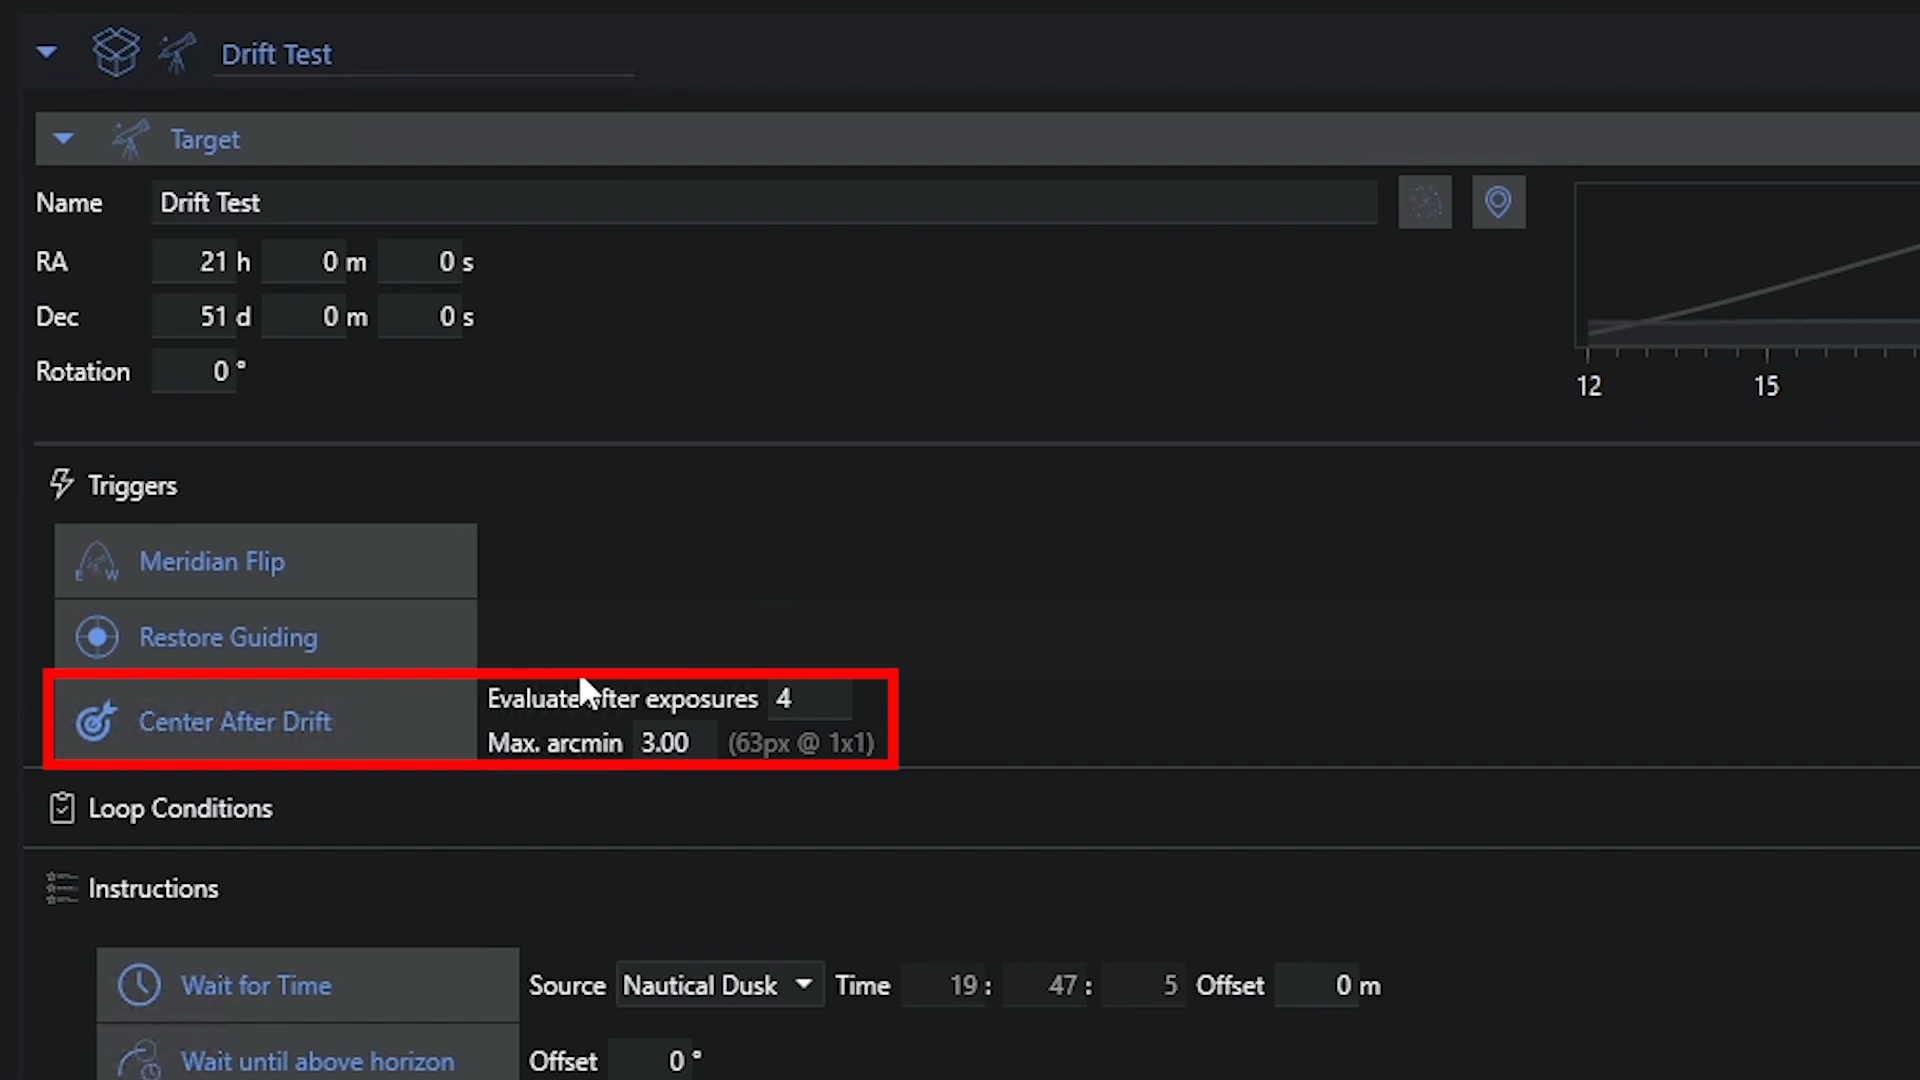 Drift Test
Target
Name Drift Test
RA 21 h 0 m 0 s
Dec 51 d 0 m 0 s
Rotation 0 °
12 15
Triggers
E W Meridian Flip
Restore Guiding
Center After Drift
Evaluate fter exposures 4
Max. arcmin 3.00 (63px @ 1x1)
Loop Conditions
Instructions
Wait for Time Source Nautical Dusk Time 19 : 47 : 5 Offset 0 m
Wait until above horizon Offset 0 °